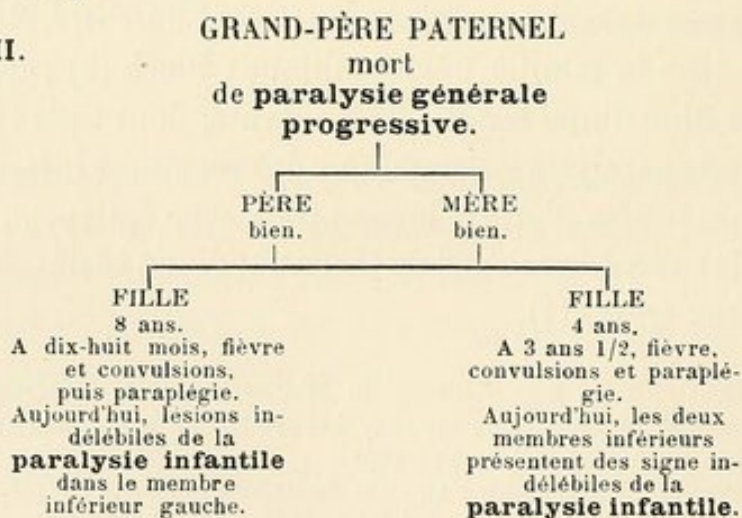 II.
GRAND-PÈRE PATERNEL
mort
de paralysie générale
progressive.
PÈRE
bien.
MÈRE
bien.
FILLE
8 ans.
A dix-huit mois, fièvre
et convulsions,
puis paraplégie.
Aujourd'hui, lesions in-
délébiles de la
paralysie infantile
dans le membre
inférieur gauche.
FILLE
4 ans.
A 3 ans 1/2, fièvre,
convulsions et paraplé-
gie.
Aujourd'hui, les deux
membres inférieurs
présentent des signe in-
délébiles de la
paralysie infantile.